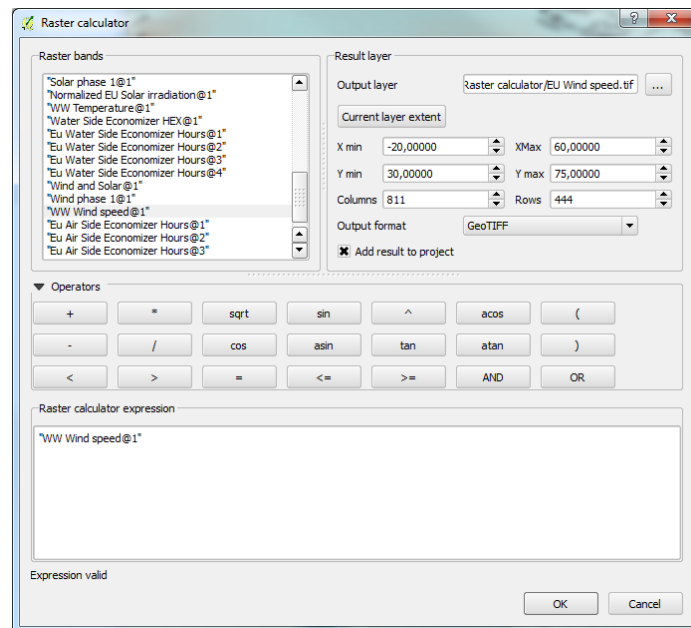 Raster calculator
?
X
Raster bands
"Solar phase 1@1"
"Normalized EU Solar irradiation@1"
"WW Temperature@1"
"Water Side Economizer HEX@1"
"Eu Water Side Economizer Hours@1"
"Eu Water Side Economizer Hours@2"
"Eu Water Side Economizer Hours@3"
"Eu Water Side Economizer Hours@4"
"Wind and Solar@1"
"Wind phase 1@1"
"WW Wind speed@1"
"Eu Air Side Economizer Hours@1"
"Eu Air Side Economizer Hours@2"
"Eu Air Side Economizer Hours@3"
Result layer
Output layer Raster calculator/EU Wind speed.tif ...
Current layer extent
X min -20,00000 XMax 60,00000
Y min 30,00000 Y max 75,00000
Columns 811 Rows 444
Output format GeoTIFF
Add result to project
Operators
+ * sqrt sin ^ acos (
- / cos asin tan atan )
< > = <= >= AND OR
Raster calculator expression
"WW Wind speed@1"
Expression valid
OK Cancel